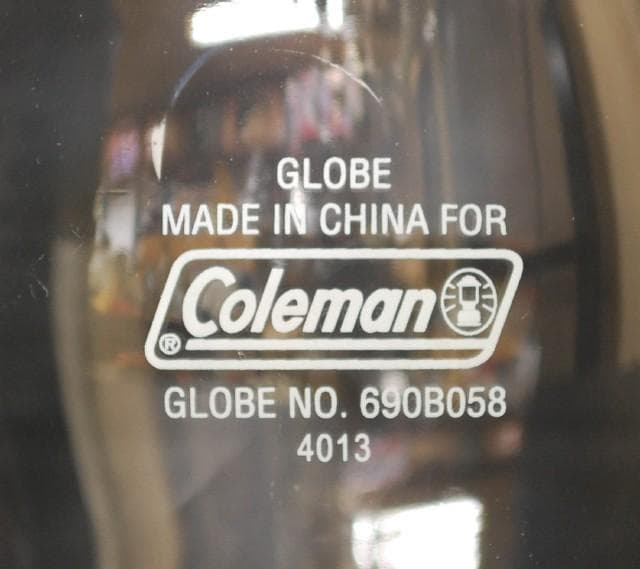 GLOBE
MADE IN CHINA FOR
Coleman
®
GLOBE NO. 690B058
4013